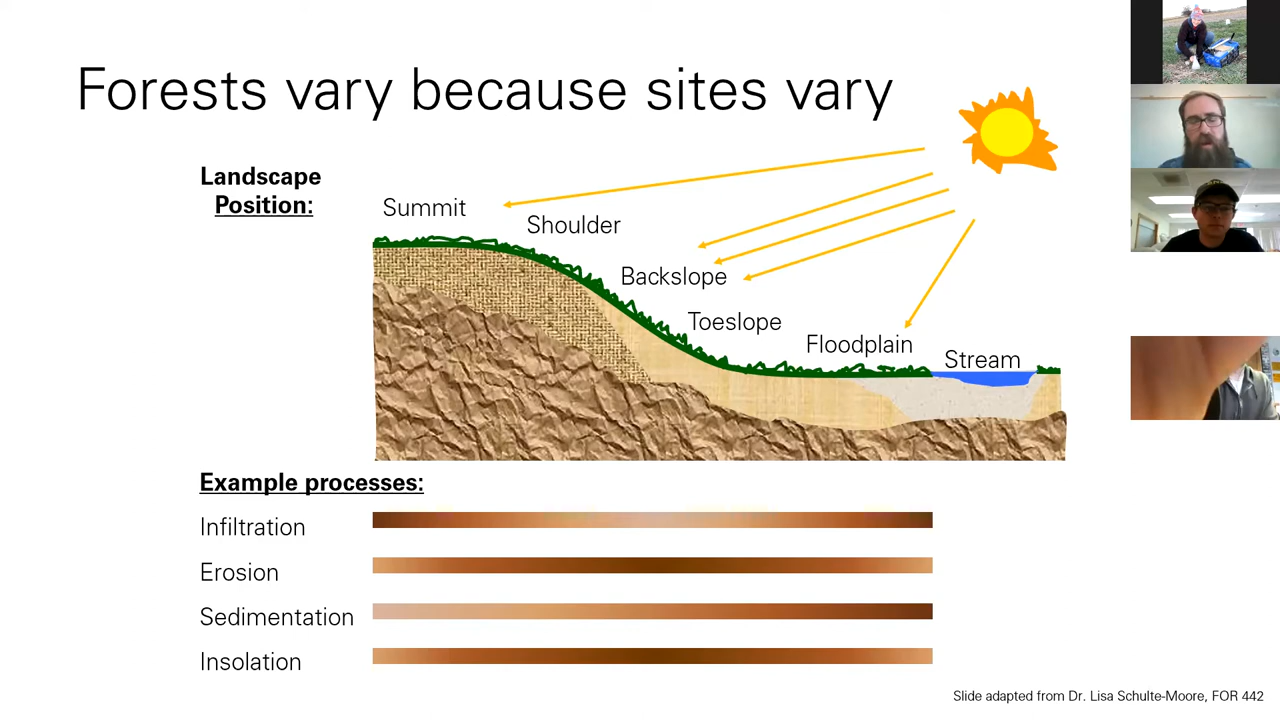 Forests vary because sites vary
Landscape
Position:
Summit
Shoulder
Backslope
Toeslope
Floodplain
Stream
Example processes:
Infiltration
Erosion
Sedimentation
Insolation
Slide adapted from Dr. Lisa Schulte-Moore, FOR 442